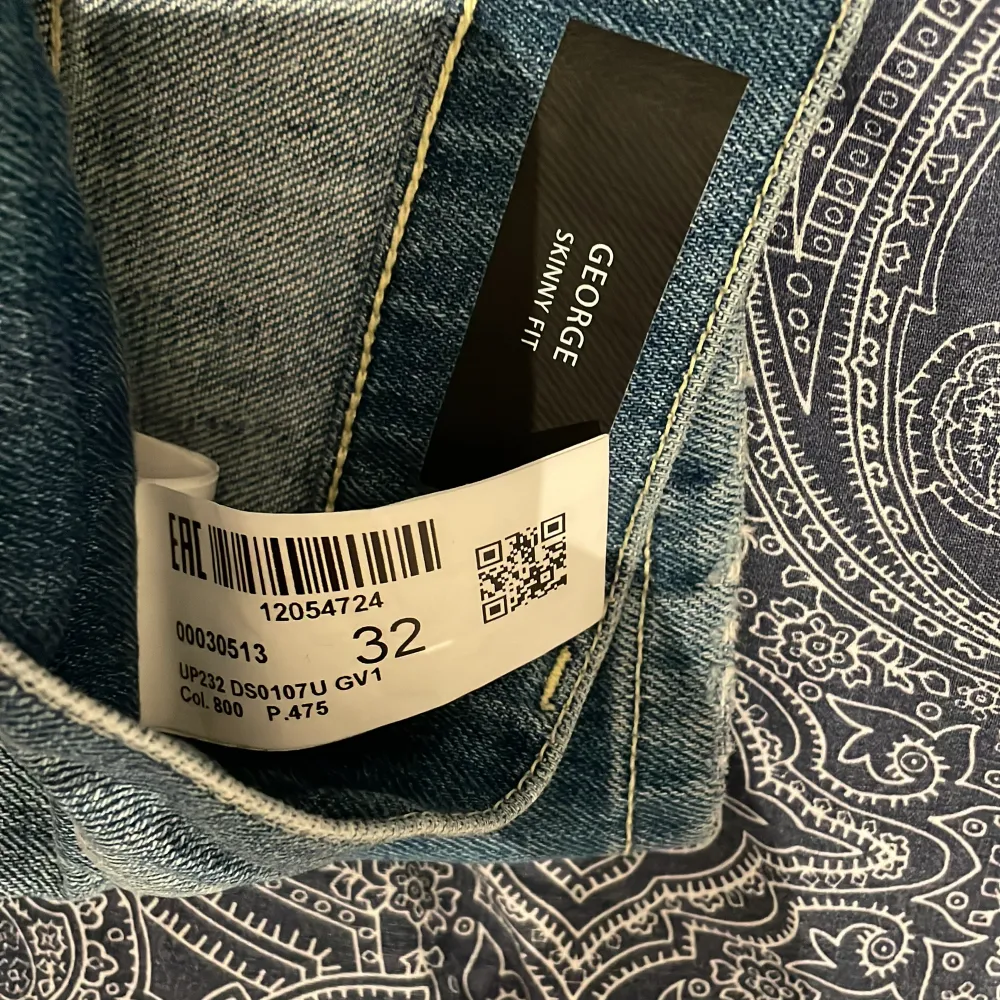 GEORGE
SKINNY FIT
EAC
12054724
00030513 32
UP232 DS0107U GV1
Col. 800 P.475